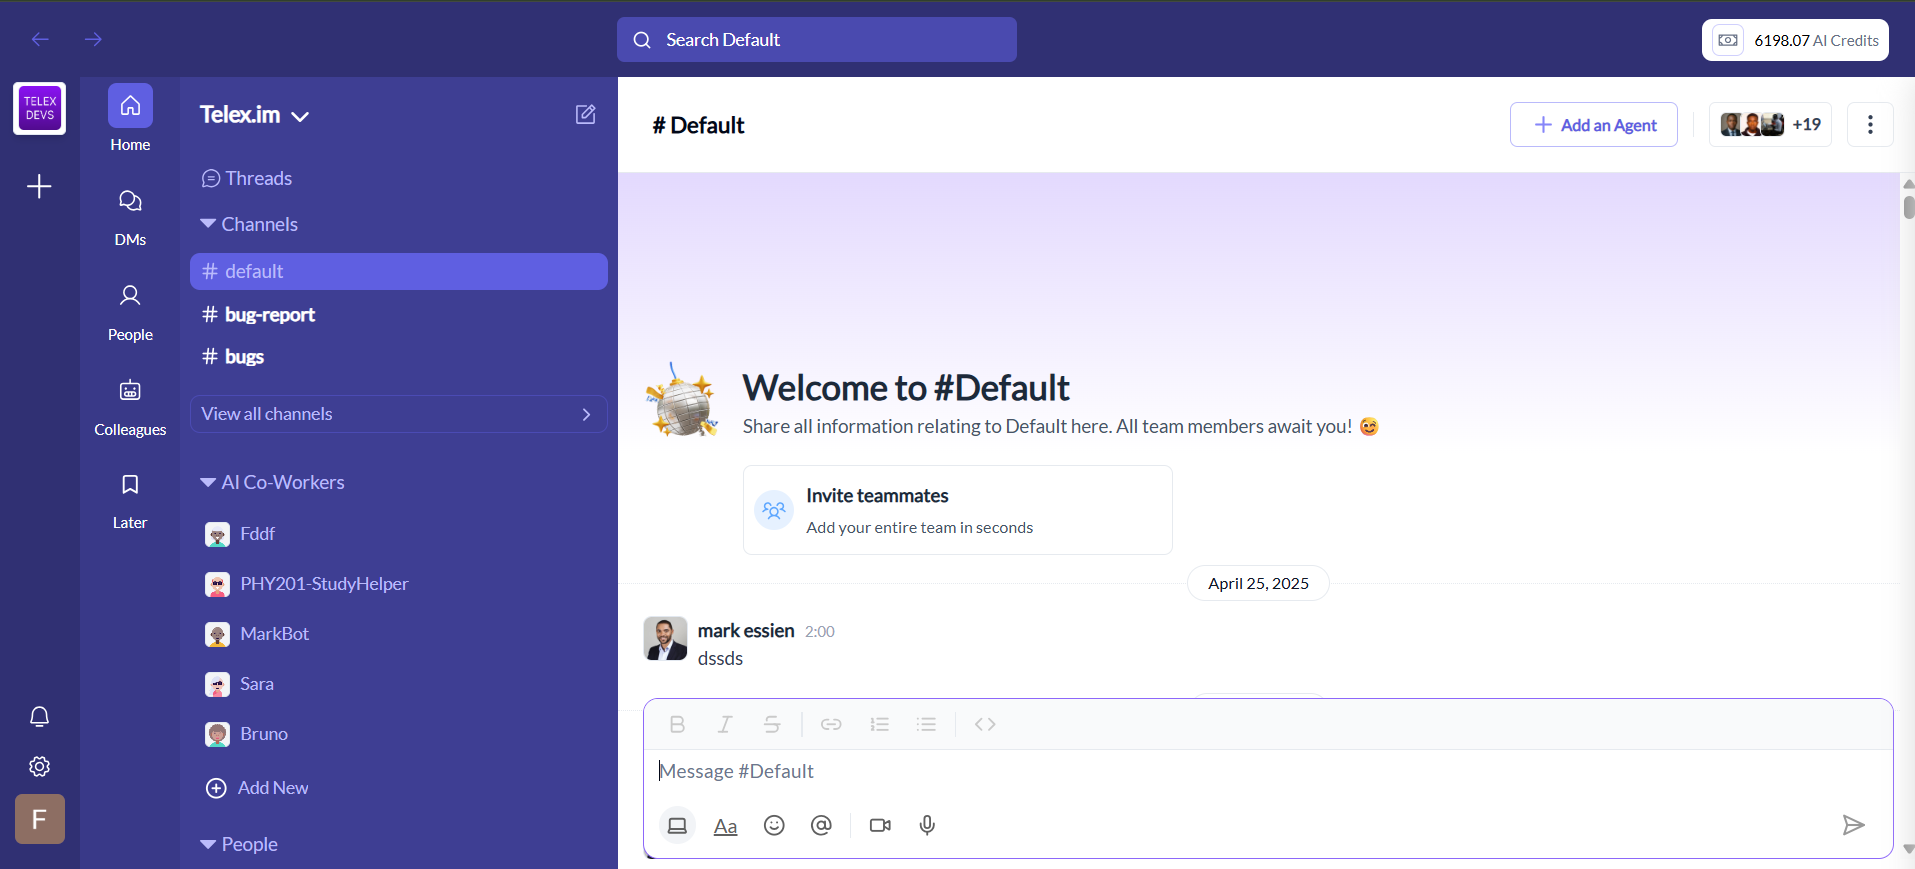 Search Default
6198.07 AI Credits
TELEX
DEVS
Home
DMs
People
Colleagues
Later
F
Telex.im
Threads
Channels
# default
# bug-report
# bugs
View all channels
AI Co-Workers
Fddf
PHY201-StudyHelper
MarkBot
Sara
Bruno
Add New
People
# Default
Add an Agent
+19
Welcome to #Default
Share all information relating to Default here. All team members await you! 😉
Invite teammates
Add your entire team in seconds
April 25, 2025
mark essien 2:00
dssds
B I S
Message #Default
Aa